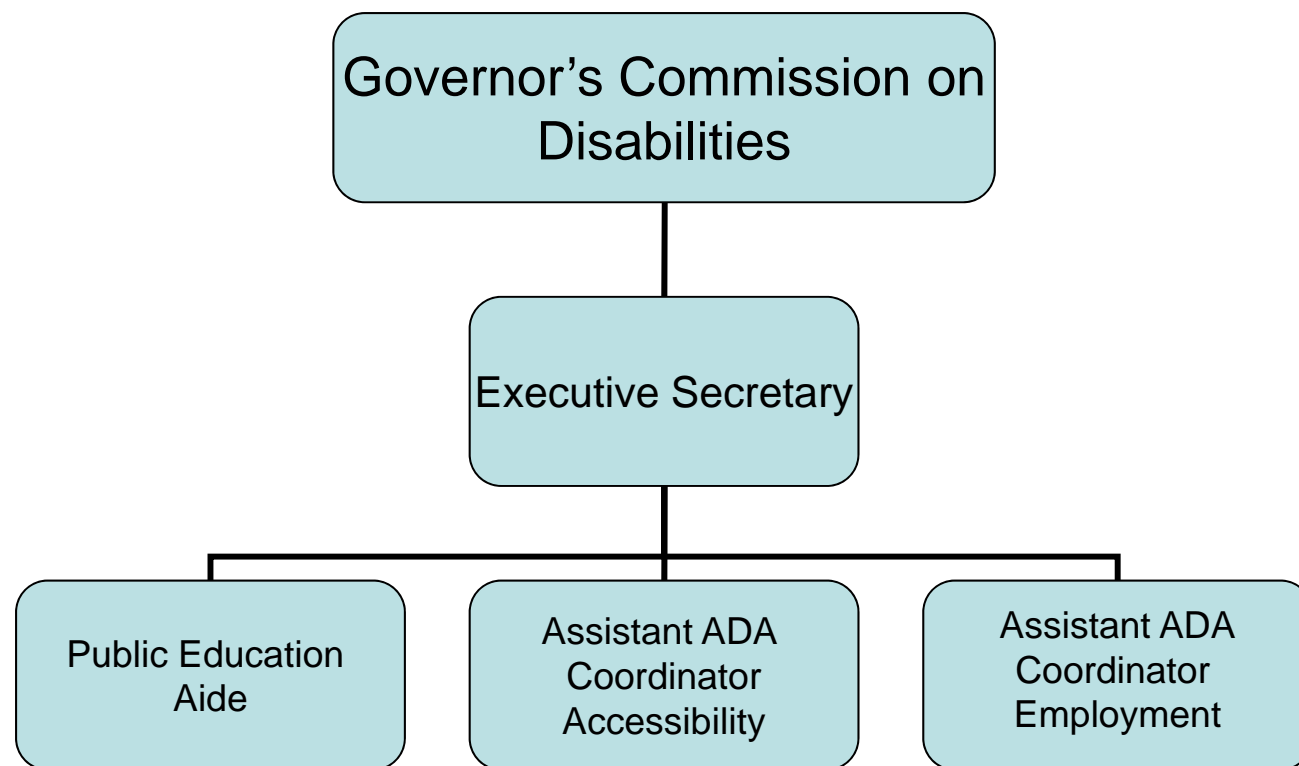 Governor’s Commission on
Disabilities
Executive Secretary
Public Education
Aide
Assistant ADA
Coordinator
Accessibility
Assistant ADA
Coordinator
Employment